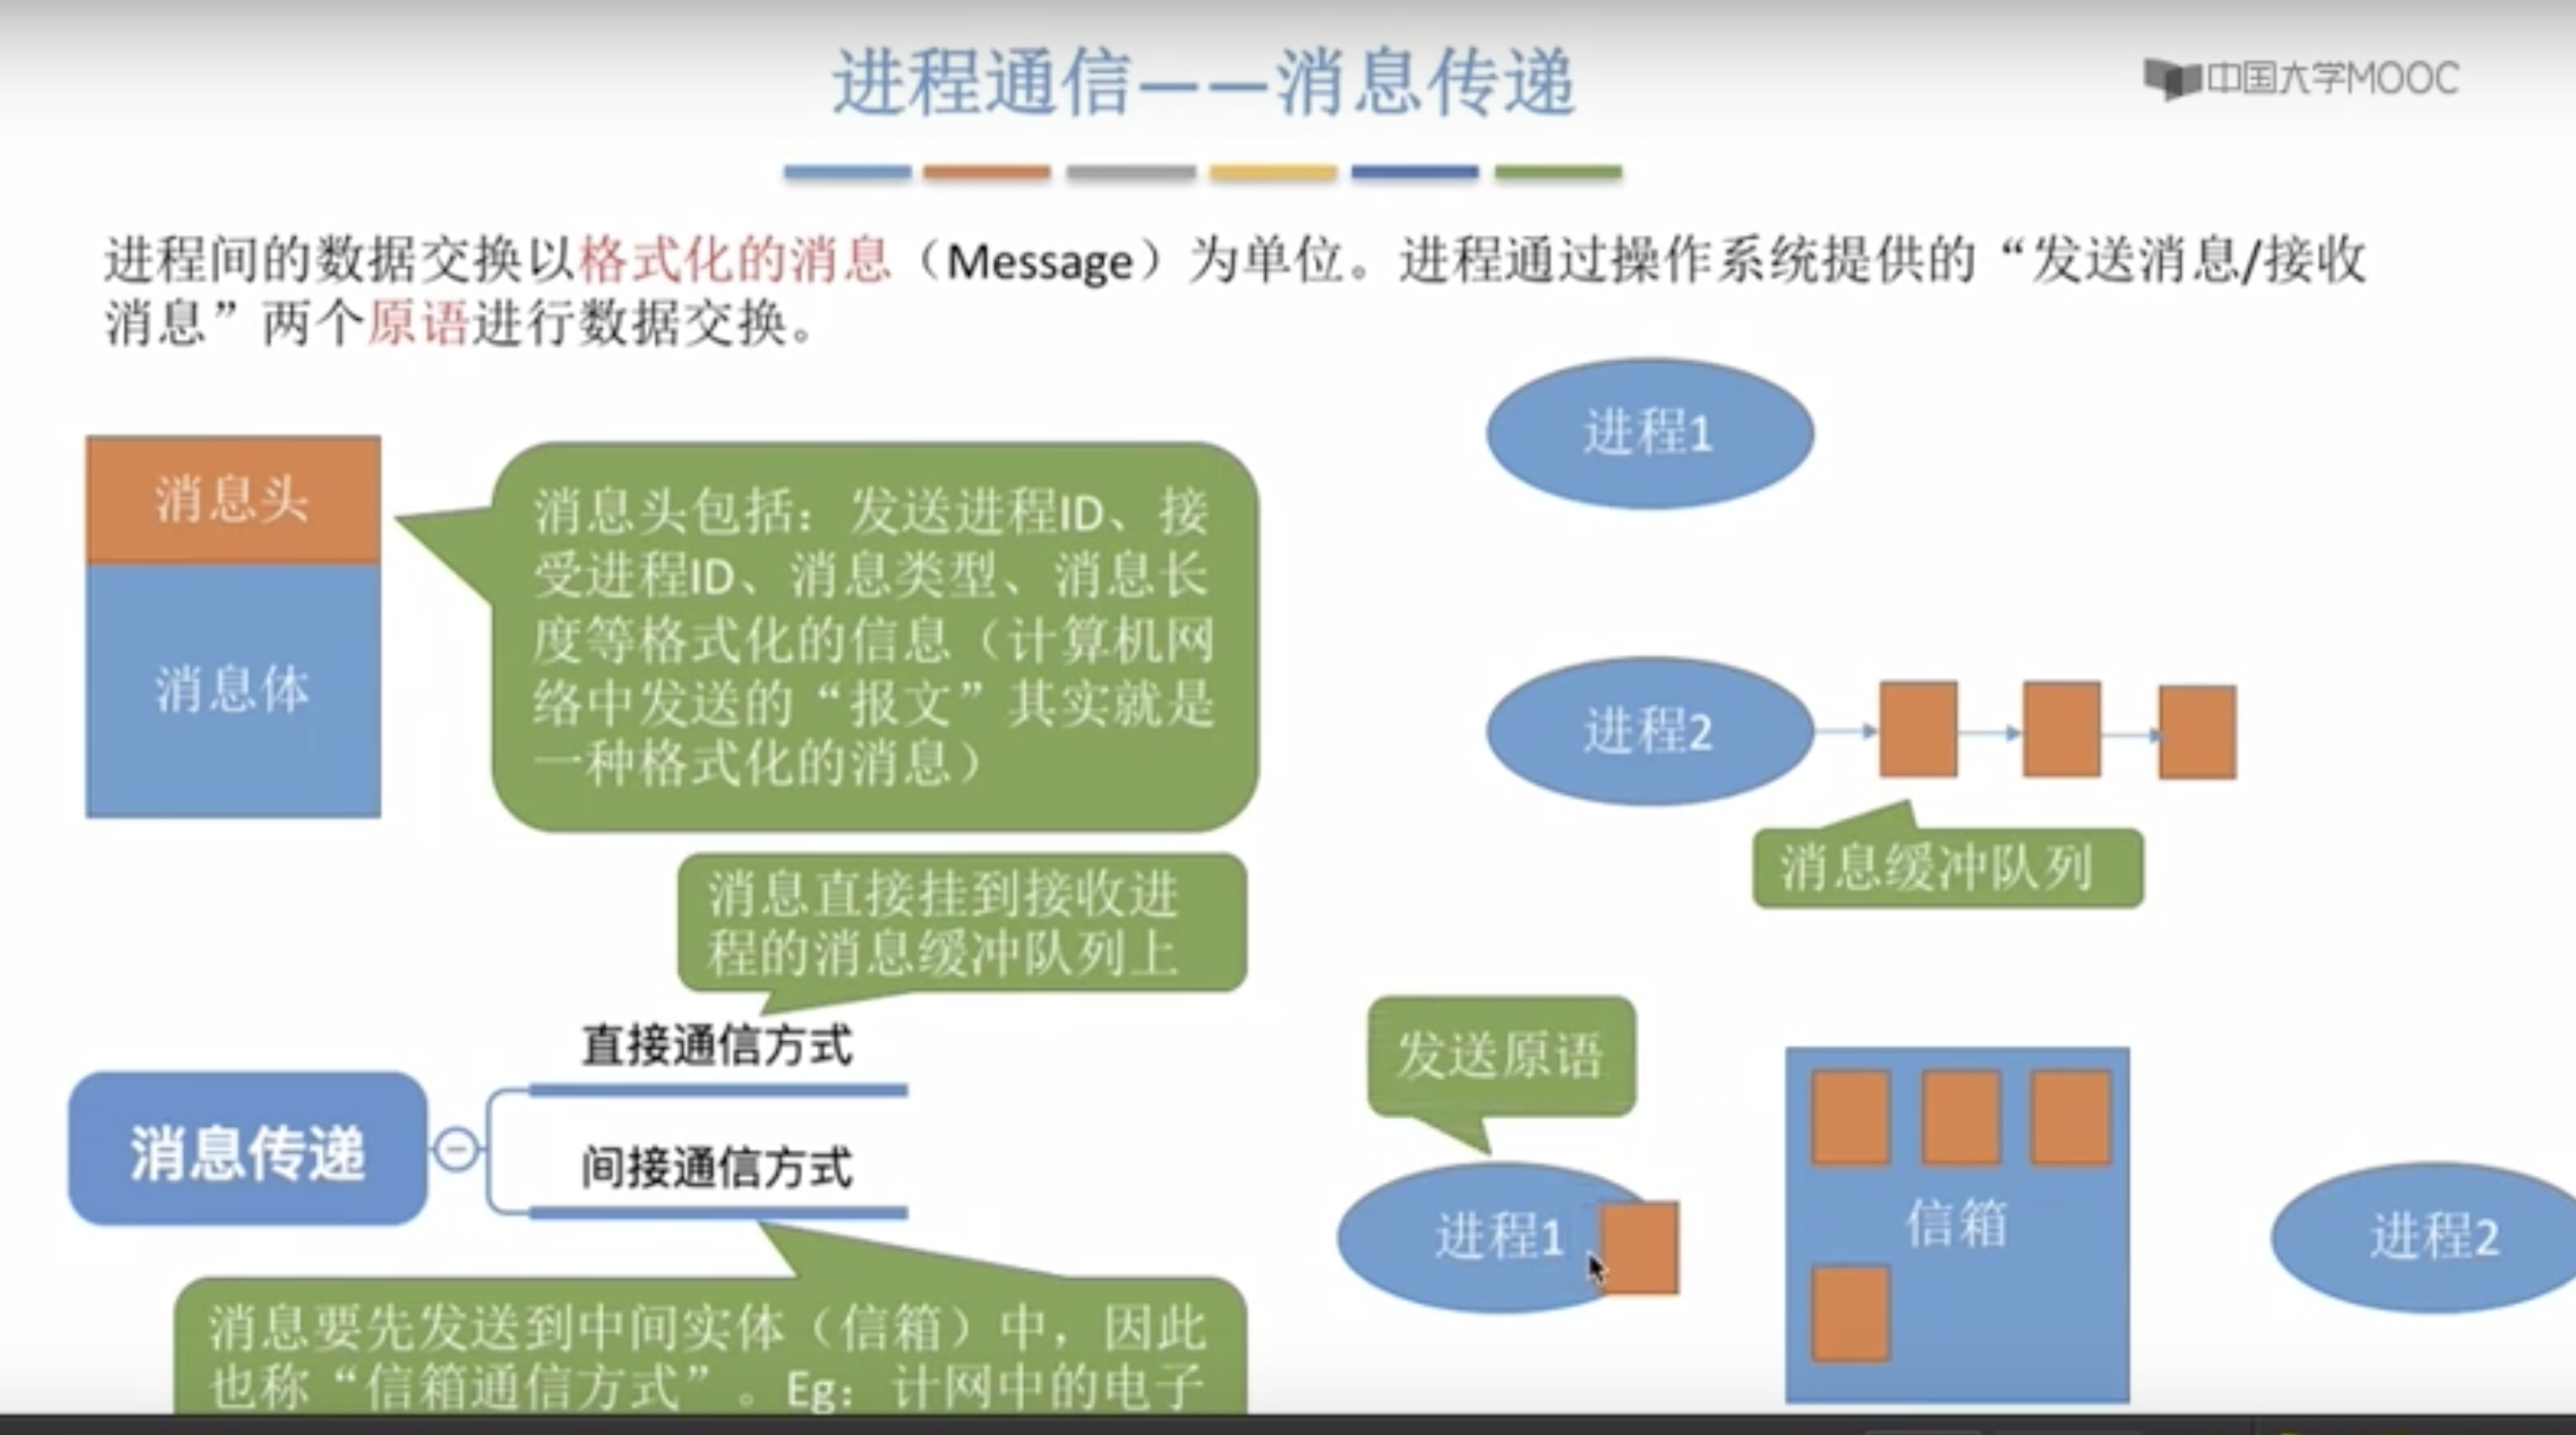 进程通信——消息传递
中国大学MOOC
进程间的数据交换以格式化的消息（Message）为单位。进程通过操作系统提供的“发送消息/接收
消息”两个原语进行数据交换。
消息头
消息体
消息头包括：发送进程ID、接
受进程ID、消息类型、消息长
度等格式化的信息（计算机网
络中发送的“报文”其实就是
一种格式化的消息）
进程1
进程2
消息缓冲队列
消息直接挂到接收进
程的消息缓冲队列上
直接通信方式
消息传递
间接通信方式
消息要先发送到中间实体（信箱）中，因此
也称“信箱通信方式”。Eg：计网中的电子
发送原语
进程1
信箱
进程2